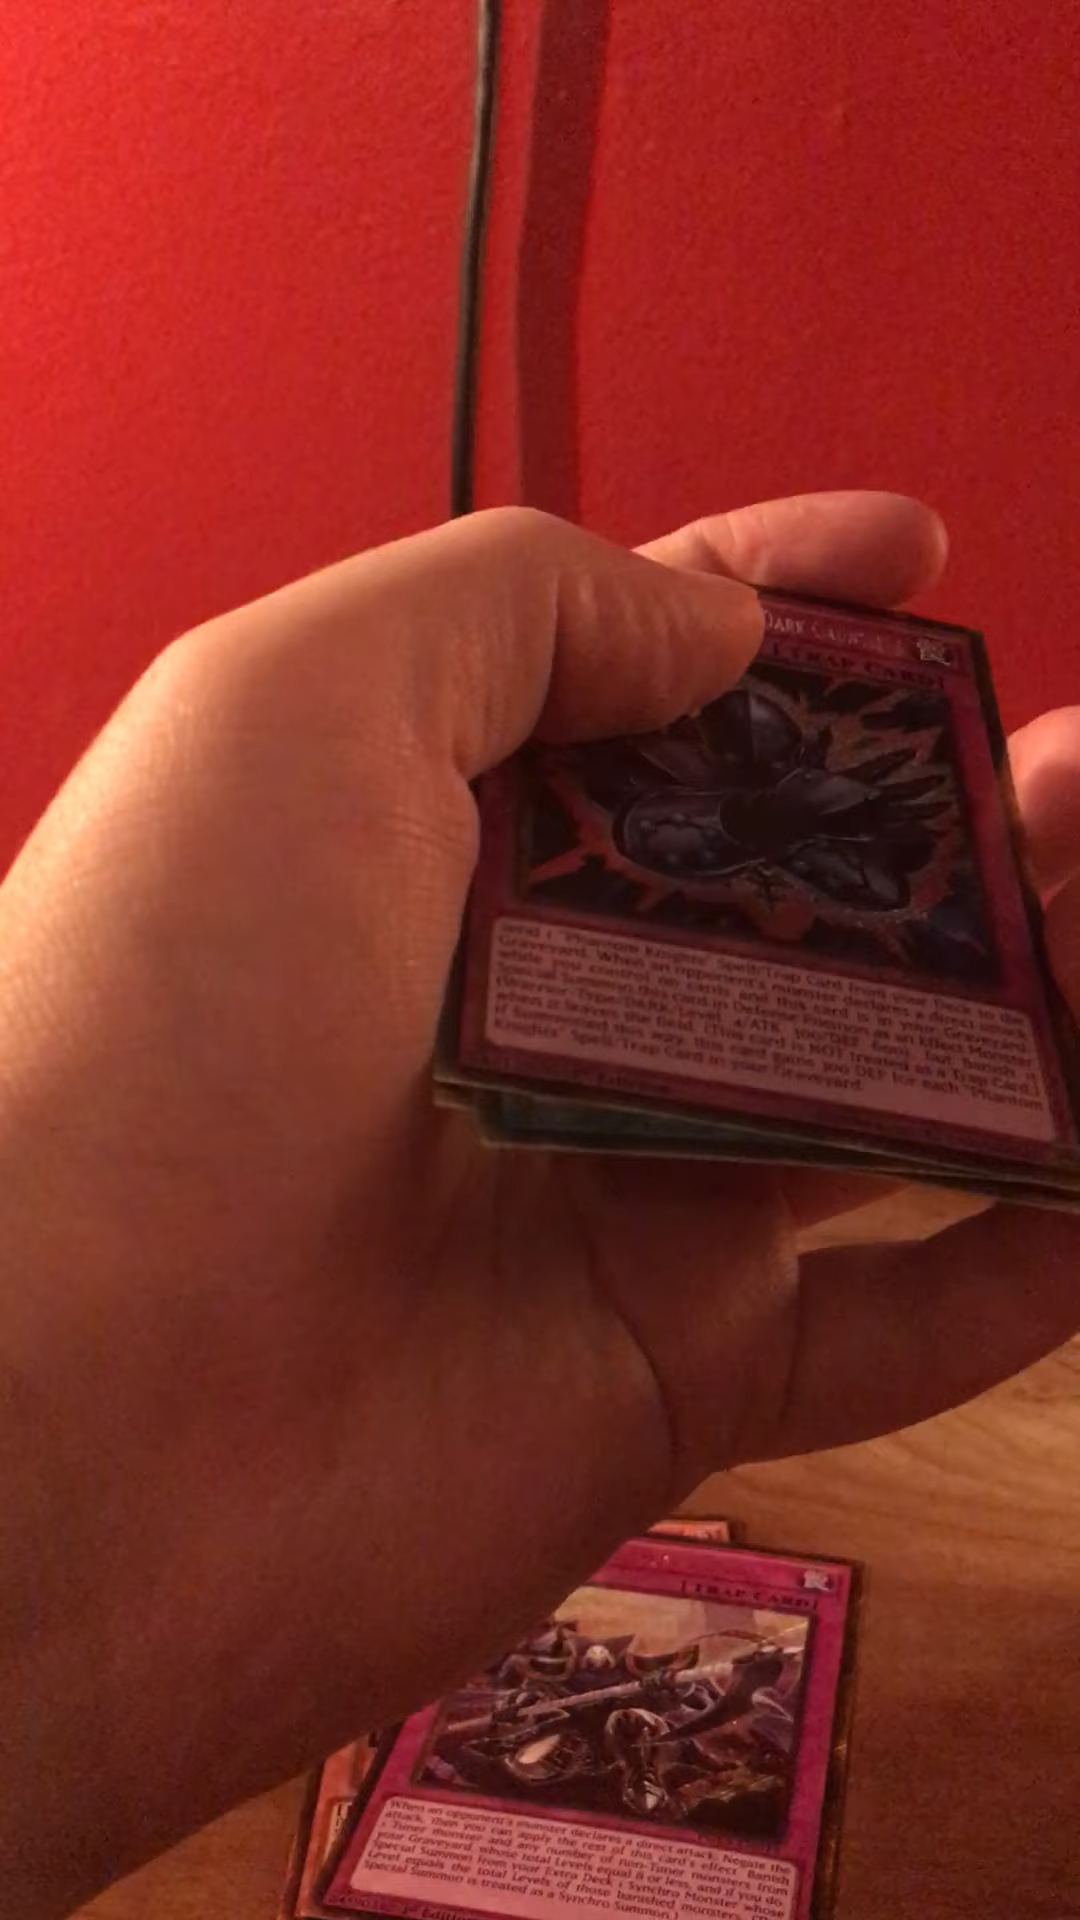 DARK GAUNTLET
[TRAP CARD]
Send 1 "Phantom Knights" Spell/Trap Card from your Deck to the
Graveyard. When an opponent's monster declares a direct attack
while you control no cards and this card is in your Graveyard:
Special Summon this card in Defense Position as an Effect Monster
(Warrior-Type/DARK/Level 4/ATK 300/DEF 600), but banish it
when it leaves the field. (This card is NOT treated as a Trap Card.)
If Summoned this way, this card gains 300 DEF for each "Phantom
Knights" Spell/Trap Card in your Graveyard.
1st Edition
[TRAP CARD]
When an opponent's monster declares a direct attack: Negate the
attack, then you can apply the rest of this card's effect. Banish
1 Tuner monster and any number of non-Tuner monsters from
your Graveyard whose total Levels equal 8 or less, and if you do,
Special Summon from your Extra Deck 1 Synchro Monster whose
Level equals the total Levels of those banished monsters. (This
Special Summon is treated as a Synchro Summon.)
1st Edition